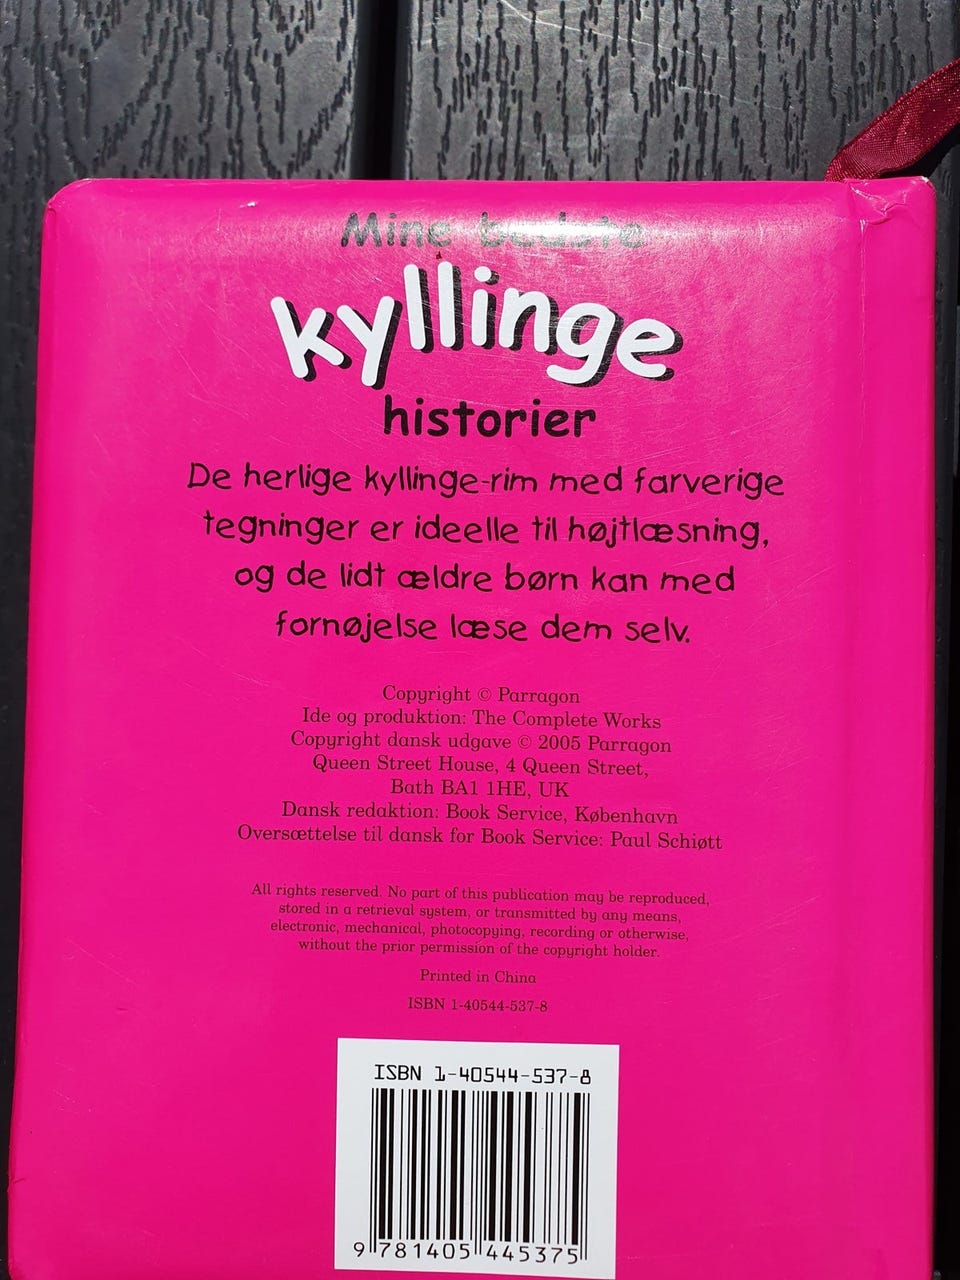 Mine bedste
kyllinge
historier
De herlige kyllinge-rim med farverige
tegninger er ideelle til højtlæsning,
og de lidt ældre børn kan med
fornøjelse læse dem selv.
Copyright © Parragon
Ide og produktion: The Complete Works
Copyright dansk udgave © 2005 Parragon
Queen Street House, 4 Queen Street,
Bath BA1 1HE, UK
Dansk redaktion: Book Service, København
Oversættelse til dansk for Book Service: Paul Schiøtt
All rights reserved. No part of this publication may be reproduced,
stored in a retrieval system, or transmitted by any means,
electronic, mechanical, photocopying, recording or otherwise,
without the prior permission of the copyright holder.
Printed in China
ISBN 1-40544-537-8
ISBN 1-40544-537-8
9 781405 445375